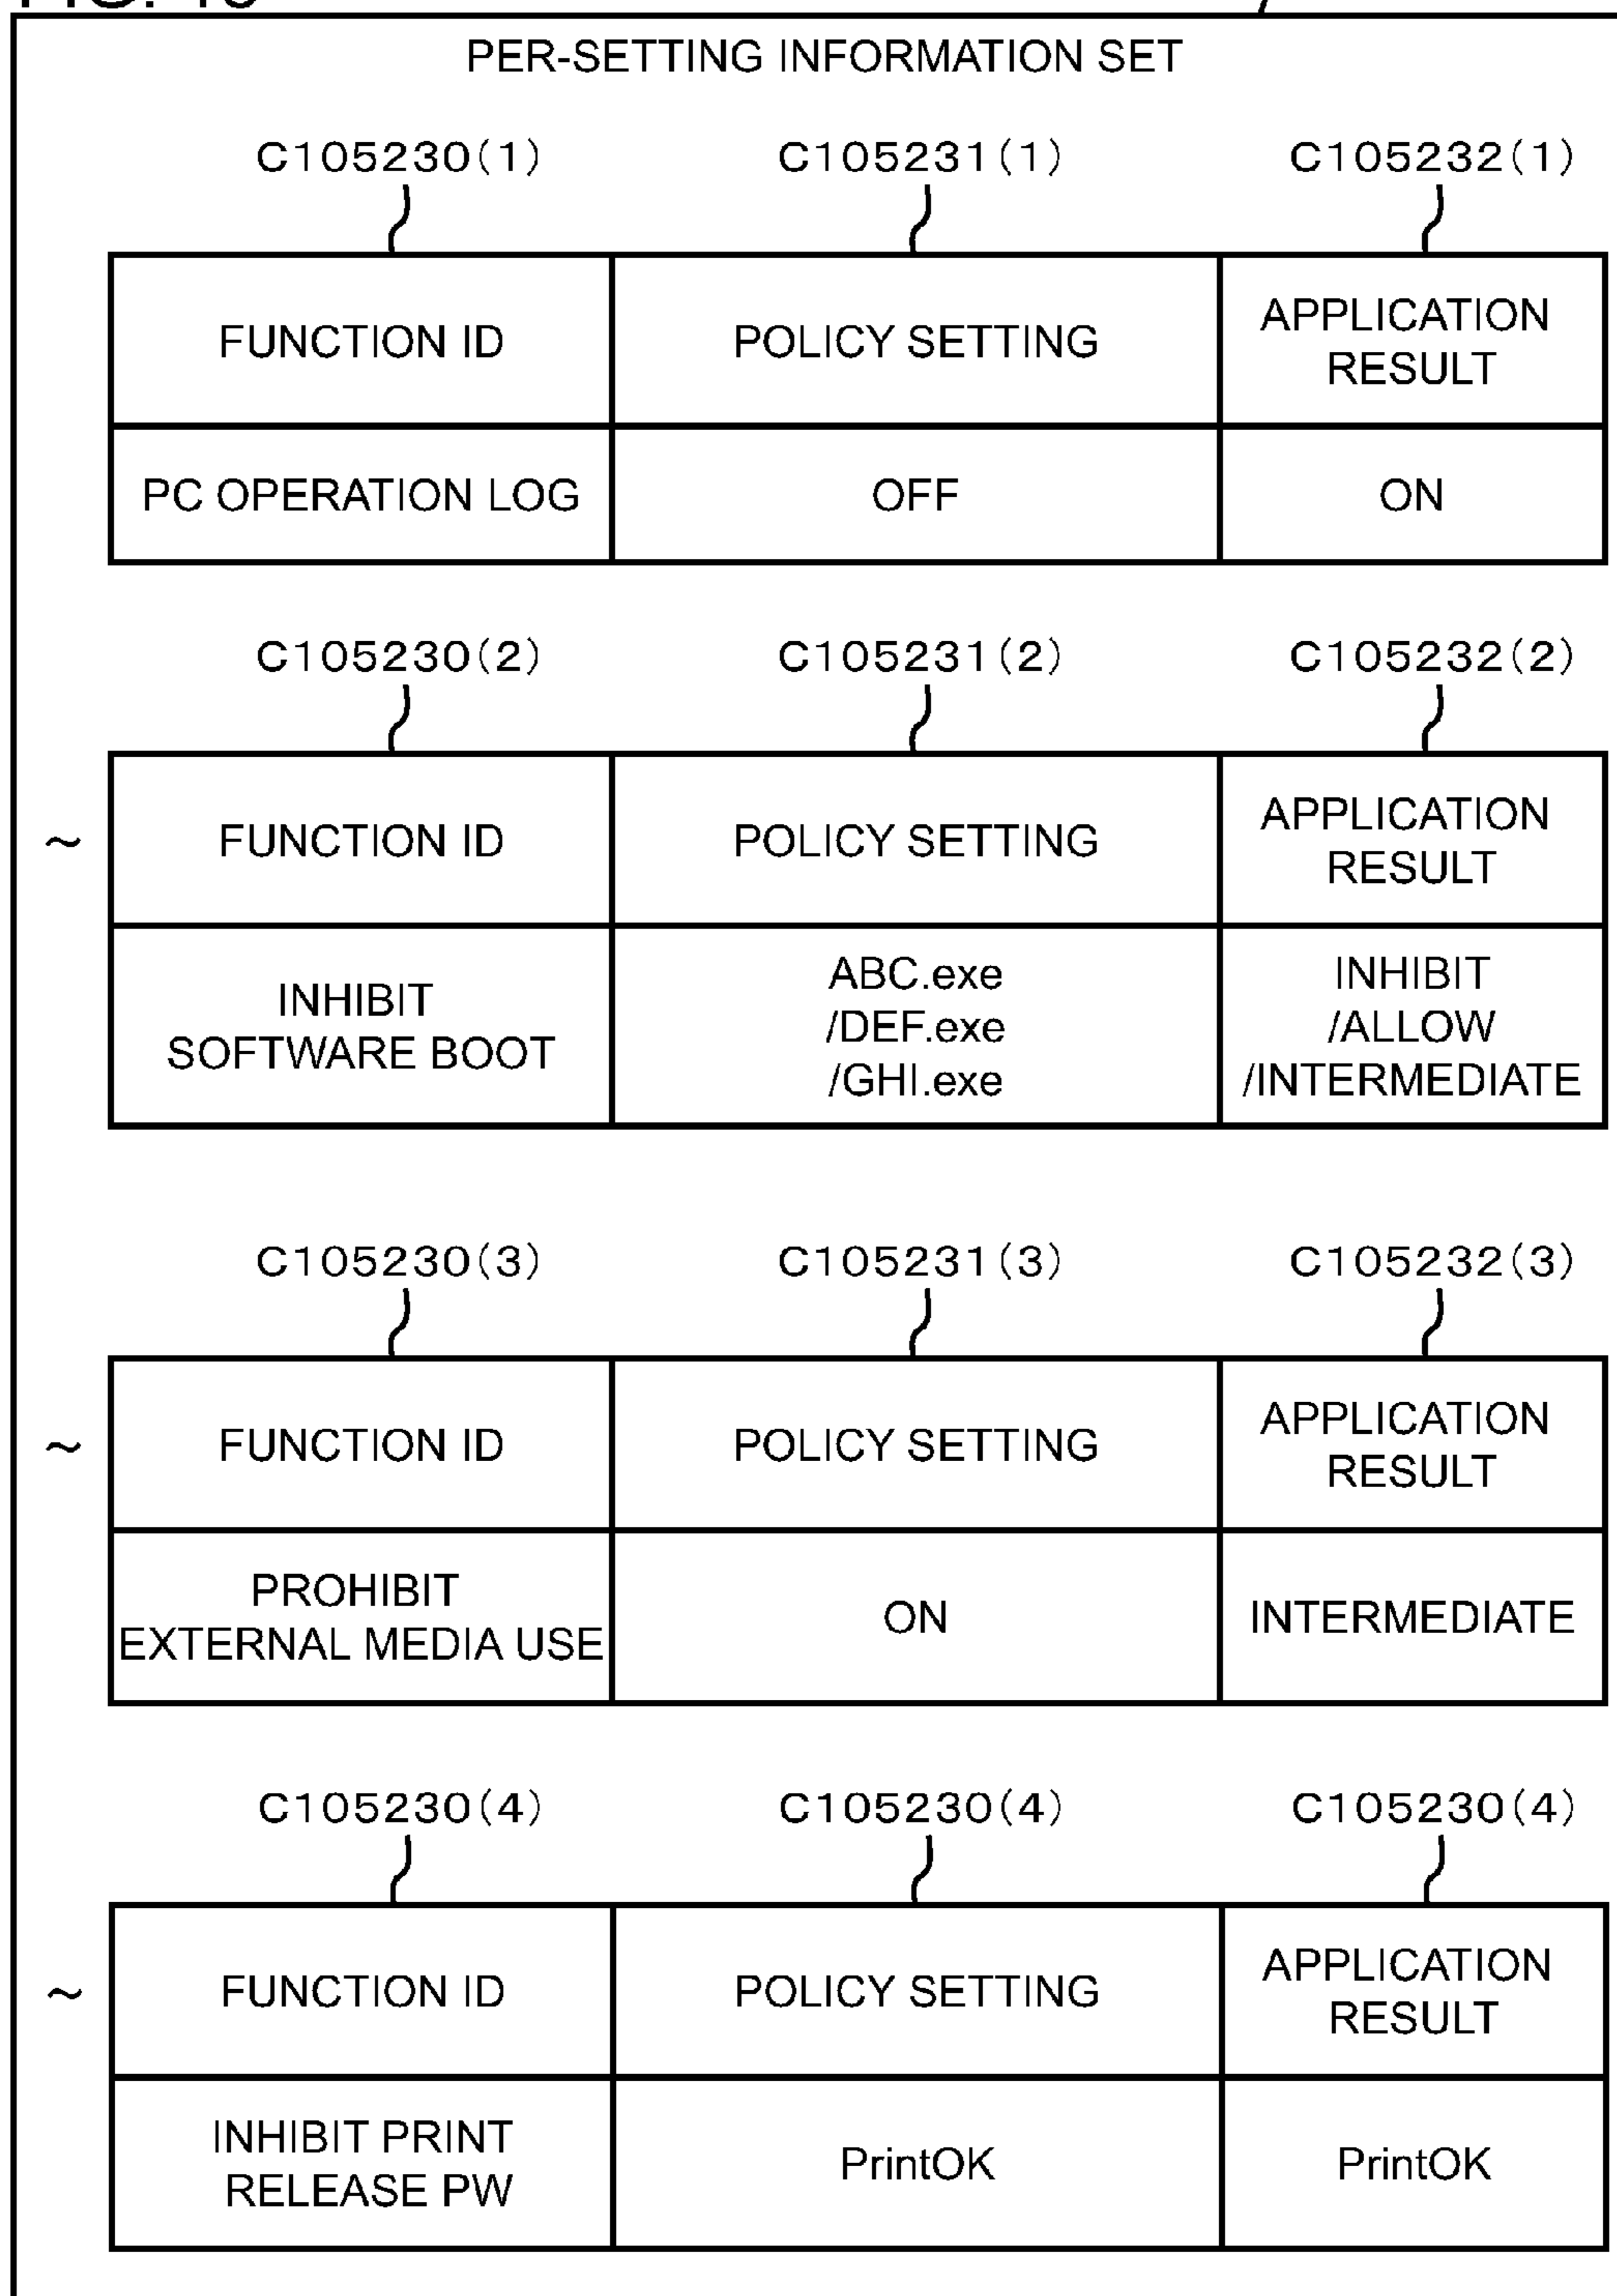 PER-SETTING INFORMATION SET
C105230(1) C105231(1) C105232(1)
FUNCTION ID POLICY SETTING APPLICATION
RESULT
PC OPERATION LOG OFF ON
C105230(2) C105231(2) C105232(2)
~ FUNCTION ID POLICY SETTING APPLICATION
RESULT
INHIBIT
SOFTWARE BOOT
ABC.exe
/DEF.exe
/GHI.exe
INHIBIT
/ALLOW
/INTERMEDIATE
C105230(3) C105231(3) C105232(3)
~ FUNCTION ID POLICY SETTING APPLICATION
RESULT
PROHIBIT
EXTERNAL MEDIA USE
ON
INTERMEDIATE
C105230(4) C105230(4) C105230(4)
~ FUNCTION ID POLICY SETTING APPLICATION
RESULT
INHIBIT PRINT
RELEASE PW
PrintOK
PrintOK